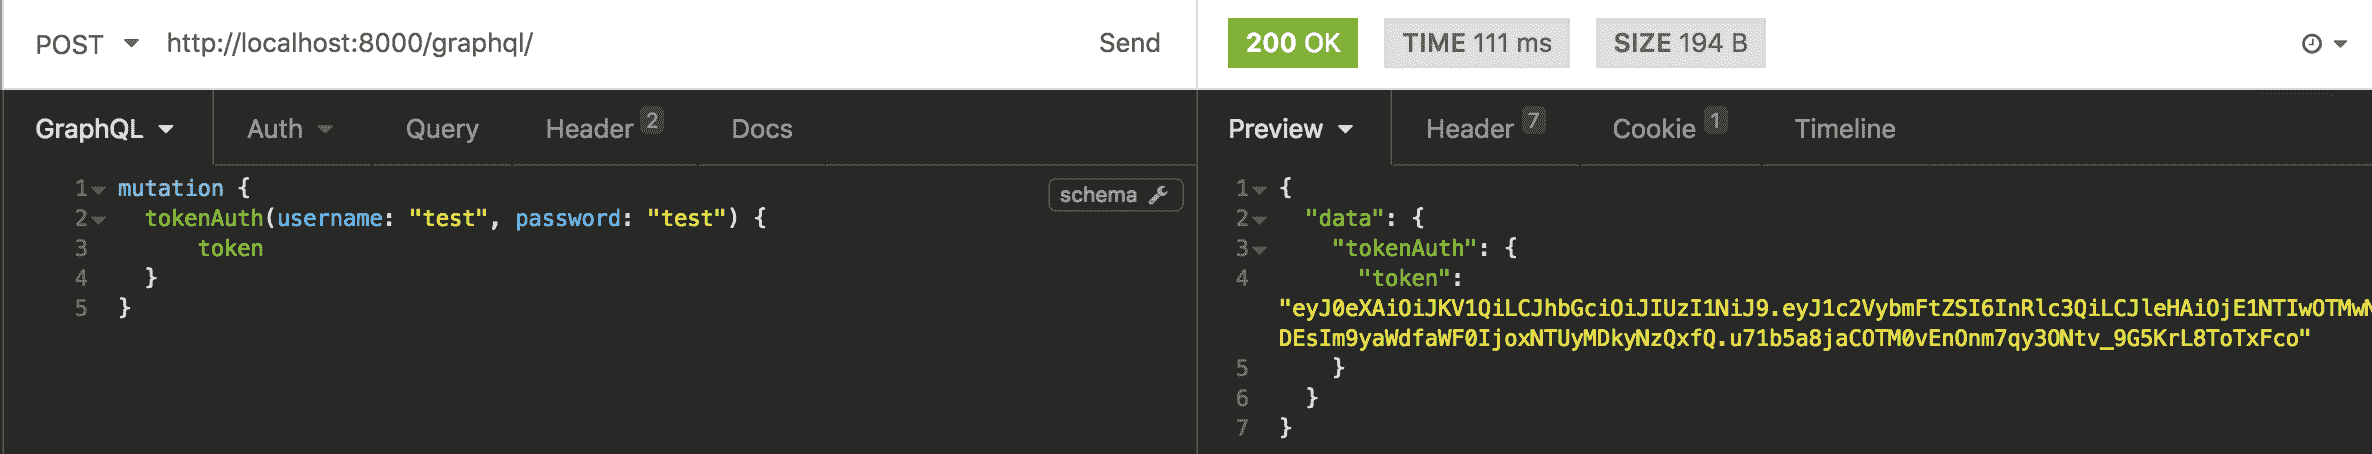 POST http://localhost:8000/graphql/ Send 200 OK TIME 111 ms SIZE 194 B
GraphQL Auth Query Header 2 Docs
1 mutation {
2 tokenAuth(username: "test", password: "test") {
3 token
4 }
5 }
schema
Preview Header 7 Cookie 1 Timeline
1 {
2 "data": {
3 "tokenAuth": {
4 "token":
"eyJ0eXAiOiJKV1QiLCJhbGciOiJIUzI1NiJ9.eyJ1c2VybmFtZSI6InRlc3QiLCJleHAiOjE1NTIwOTMwN
DEsIm9yaWdfaWF0IjoxNTUyMDkyNzQxfQ.u71b5a8jaCOTM0vEnOnm7qy3ONtv_9G5KrL8ToTxFco"
5 }
6 }
7 }